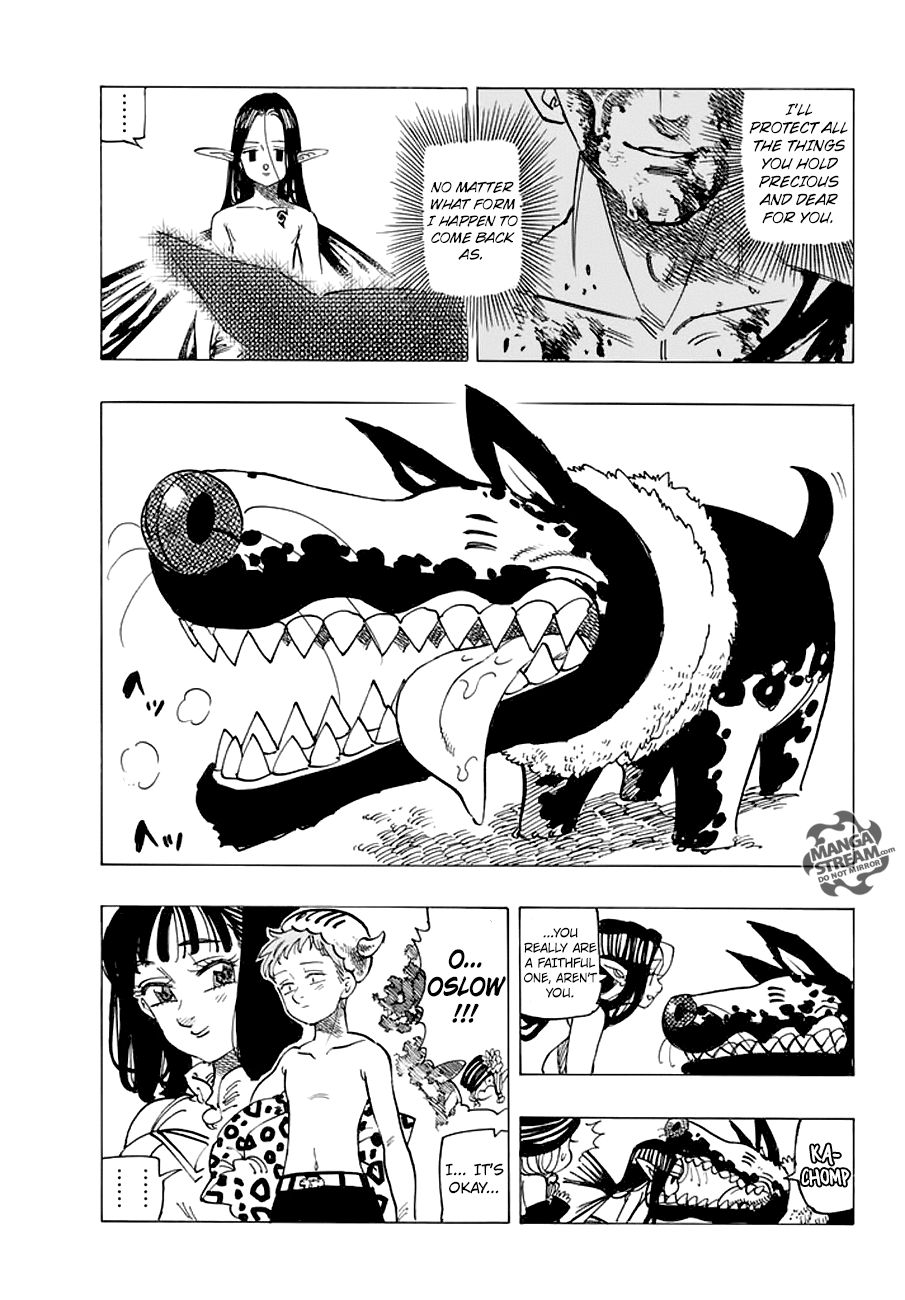 I'LL
PROTECT ALL
THE THINGS
YOU HOLD
PRECIOUS
AND DEAR
FOR YOU.
NO MATTER
WHAT FORM
I HAPPEN TO
COME BACK
AS.
......
ヘッ
ヘッ
MANGA
STREAM.com
DO NOT MIRROR
...YOU
REALLY ARE
A FAITHFUL
ONE, AREN'T
YOU.
KA-
CHOMP
O...
OSLOW
!!!
I... IT'S
OKAY...
......